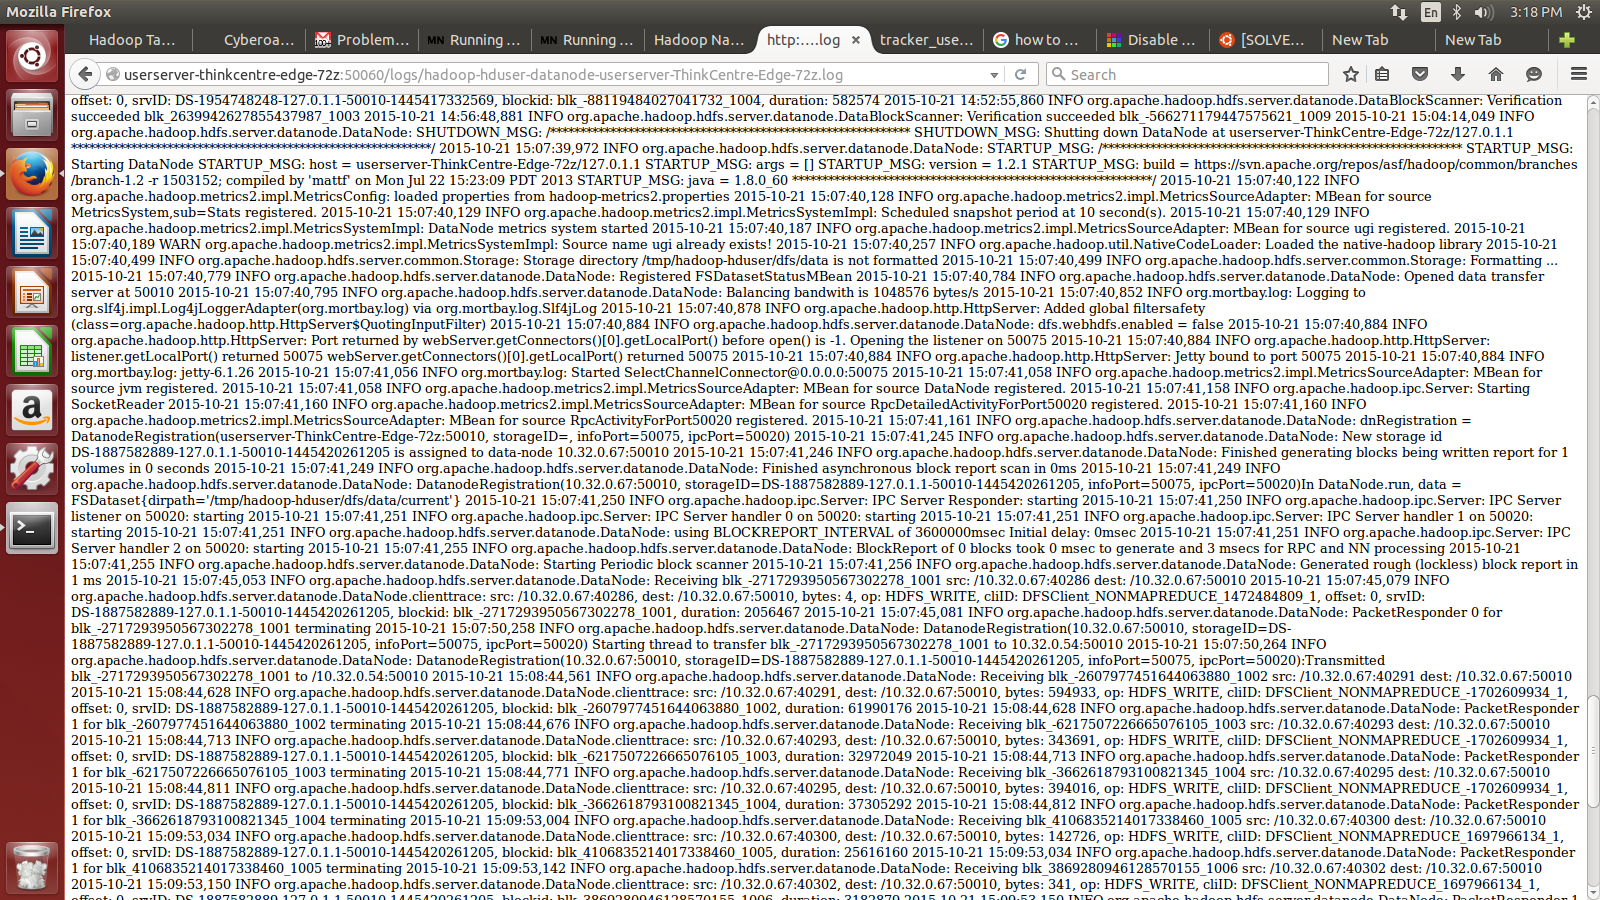 Mozilla Firefox
En
3:18 PM
Hadoop Ta...
Cyberoa...
Problem...
Running ...
Running ...
Hadoop Na...
http:....log
tracker_use...
how to ...
Disable ...
[SOLVE...
New Tab
New Tab
userserver-thinkcentre-edge-72z:50060/logs/hadoop-hduser-datanode-userserver-ThinkCentre-Edge-72z.log
Search
offset: 0, srvID: DS-1954748248-127.0.1.1-50010-1445417332569, blockid: blk_-88119484027041732_1004, duration: 582574 2015-10-21 14:52:55,860 INFO org.apache.hadoop.hdfs.server.datanode.DataBlockScanner: Verification
succeeded blk_2639942627855437987_1003 2015-10-21 14:56:48,881 INFO org.apache.hadoop.hdfs.server.datanode.DataBlockScanner: Verification succeeded blk_-566271179447575621_1009 2015-10-21 15:04:14,049 INFO
org.apache.hadoop.hdfs.server.datanode.DataNode: SHUTDOWN_MSG: /************************************************************ SHUTDOWN_MSG: Shutting down DataNode at userserver-ThinkCentre-Edge-72z/127.0.1.1
************************************************************/ 2015-10-21 15:07:39,972 INFO org.apache.hadoop.hdfs.server.datanode.DataNode: STARTUP_MSG: /************************************************************ STARTUP_MSG:
Starting DataNode STARTUP_MSG: host = userserver-ThinkCentre-Edge-72z/127.0.1.1 STARTUP_MSG: args = [] STARTUP_MSG: version = 1.2.1 STARTUP_MSG: build = https://svn.apache.org/repos/asf/hadoop/common/branches
/branch-1.2 -r 1503152; compiled by 'mattf' on Mon Jul 22 15:23:09 PDT 2013 STARTUP_MSG: java = 1.8.0_60 ************************************************************/ 2015-10-21 15:07:40,122 INFO
org.apache.hadoop.metrics2.impl.MetricsConfig: loaded properties from hadoop-metrics2.properties 2015-10-21 15:07:40,128 INFO org.apache.hadoop.metrics2.impl.MetricsSourceAdapter: MBean for source
MetricsSystem,sub=Stats registered. 2015-10-21 15:07:40,129 INFO org.apache.hadoop.metrics2.impl.MetricsSystemImpl: Scheduled snapshot period at 10 second(s). 2015-10-21 15:07:40,129 INFO
org.apache.hadoop.metrics2.impl.MetricsSystemImpl: DataNode metrics system started 2015-10-21 15:07:40,187 INFO org.apache.hadoop.metrics2.impl.MetricsSourceAdapter: MBean for source ugi registered. 2015-10-21
15:07:40,189 WARN org.apache.hadoop.metrics2.impl.MetricsSystemImpl: Source name ugi already exists! 2015-10-21 15:07:40,257 INFO org.apache.hadoop.util.NativeCodeLoader: Loaded the native-hadoop library 2015-10-21
15:07:40,499 INFO org.apache.hadoop.hdfs.server.common.Storage: Storage directory /tmp/hadoop-hduser/dfs/data is not formatted 2015-10-21 15:07:40,499 INFO org.apache.hadoop.hdfs.server.common.Storage: Formatting ...
2015-10-21 15:07:40,779 INFO org.apache.hadoop.hdfs.server.datanode.DataNode: Registered FSDatasetStatusMBean 2015-10-21 15:07:40,784 INFO org.apache.hadoop.hdfs.server.datanode.DataNode: Opened data transfer
server at 50010 2015-10-21 15:07:40,795 INFO org.apache.hadoop.hdfs.server.datanode.DataNode: Balancing bandwith is 1048576 bytes/s 2015-10-21 15:07:40,852 INFO org.mortbay.log: Logging to
org.slf4j.impl.Log4jLoggerAdapter(org.mortbay.log) via org.mortbay.log.Slf4jLog 2015-10-21 15:07:40,878 INFO org.apache.hadoop.http.HttpServer: Added global filtersafety
(class=org.apache.hadoop.http.HttpServer$QuotingInputFilter) 2015-10-21 15:07:40,884 INFO org.apache.hadoop.hdfs.server.datanode.DataNode: dfs.webhdfs.enabled = false 2015-10-21 15:07:40,884 INFO
org.apache.hadoop.http.HttpServer: Port returned by webServer.getConnectors()[0].getLocalPort() before open() is -1. Opening the listener on 50075 2015-10-21 15:07:40,884 INFO org.apache.hadoop.http.HttpServer:
listener.getLocalPort() returned 50075 webServer.getConnectors()[0].getLocalPort() returned 50075 2015-10-21 15:07:40,884 INFO org.apache.hadoop.http.HttpServer: Jetty bound to port 50075 2015-10-21 15:07:40,884 INFO
org.mortbay.log: jetty-6.1.26 2015-10-21 15:07:41,056 INFO org.mortbay.log: Started SelectChannelConnector@0.0.0.0:50075 2015-10-21 15:07:41,058 INFO org.apache.hadoop.metrics2.impl.MetricsSourceAdapter: MBean for
source jvm registered. 2015-10-21 15:07:41,058 INFO org.apache.hadoop.metrics2.impl.MetricsSourceAdapter: MBean for source DataNode registered. 2015-10-21 15:07:41,158 INFO org.apache.hadoop.ipc.Server: Starting
SocketReader 2015-10-21 15:07:41,160 INFO org.apache.hadoop.metrics2.impl.MetricsSourceAdapter: MBean for source RpcDetailedActivityForPort50020 registered. 2015-10-21 15:07:41,160 INFO
org.apache.hadoop.metrics2.impl.MetricsSourceAdapter: MBean for source RpcActivityForPort50020 registered. 2015-10-21 15:07:41,161 INFO org.apache.hadoop.hdfs.server.datanode.DataNode: dnRegistration =
DatanodeRegistration(userserver-ThinkCentre-Edge-72z:50010, storageID=, infoPort=50075, ipcPort=50020) 2015-10-21 15:07:41,245 INFO org.apache.hadoop.hdfs.server.datanode.DataNode: New storage id
DS-1887582889-127.0.1.1-50010-1445420261205 is assigned to data-node 10.32.0.67:50010 2015-10-21 15:07:41,246 INFO org.apache.hadoop.hdfs.server.datanode.DataNode: Finished generating blocks being written report for 1
volumes in 0 seconds 2015-10-21 15:07:41,249 INFO org.apache.hadoop.hdfs.server.datanode.DataNode: Finished asynchronous block report scan in 0ms 2015-10-21 15:07:41,249 INFO
org.apache.hadoop.hdfs.server.datanode.DataNode: DatanodeRegistration(10.32.0.67:50010, storageID=DS-1887582889-127.0.1.1-50010-1445420261205, infoPort=50075, ipcPort=50020)In DataNode.run, data =
FSDataset{dirpath='/tmp/hadoop-hduser/dfs/data/current'} 2015-10-21 15:07:41,250 INFO org.apache.hadoop.ipc.Server: IPC Server Responder: starting 2015-10-21 15:07:41,250 INFO org.apache.hadoop.ipc.Server: IPC Server
listener on 50020: starting 2015-10-21 15:07:41,251 INFO org.apache.hadoop.ipc.Server: IPC Server handler 0 on 50020: starting 2015-10-21 15:07:41,251 INFO org.apache.hadoop.ipc.Server: IPC Server handler 1 on 50020:
starting 2015-10-21 15:07:41,251 INFO org.apache.hadoop.hdfs.server.datanode.DataNode: using BLOCKREPORT_INTERVAL of 3600000msec Initial delay: 0msec 2015-10-21 15:07:41,251 INFO org.apache.hadoop.ipc.Server: IPC
Server handler 2 on 50020: starting 2015-10-21 15:07:41,255 INFO org.apache.hadoop.hdfs.server.datanode.DataNode: BlockReport of 0 blocks took 0 msec to generate and 3 msecs for RPC and NN processing 2015-10-21
15:07:41,255 INFO org.apache.hadoop.hdfs.server.datanode.DataNode: Starting Periodic block scanner 2015-10-21 15:07:41,256 INFO org.apache.hadoop.hdfs.server.datanode.DataNode: Generated rough (lockless) block report in
1 ms 2015-10-21 15:07:45,053 INFO org.apache.hadoop.hdfs.server.datanode.DataNode: Receiving blk_-2717293950567302278_1001 src: /10.32.0.67:40286 dest: /10.32.0.67:50010 2015-10-21 15:07:45,079 INFO
org.apache.hadoop.hdfs.server.datanode.DataNode.clienttrace: src: /10.32.0.67:40286, dest: /10.32.0.67:50010, bytes: 4, op: HDFS_WRITE, cliID: DFSClient_NONMAPREDUCE_1472484809_1, offset: 0, srvID:
DS-1887582889-127.0.1.1-50010-1445420261205, blockid: blk_-2717293950567302278_1001, duration: 2056467 2015-10-21 15:07:45,081 INFO org.apache.hadoop.hdfs.server.datanode.DataNode: PacketResponder 0 for
blk_-2717293950567302278_1001 terminating 2015-10-21 15:07:50,258 INFO org.apache.hadoop.hdfs.server.datanode.DataNode: DatanodeRegistration(10.32.0.67:50010, storageID=DS-
1887582889-127.0.1.1-50010-1445420261205, infoPort=50075, ipcPort=50020) Starting thread to transfer blk_-2717293950567302278_1001 to 10.32.0.54:50010 2015-10-21 15:07:50,264 INFO
org.apache.hadoop.hdfs.server.datanode.DataNode: DatanodeRegistration(10.32.0.67:50010, storageID=DS-1887582889-127.0.1.1-50010-1445420261205, infoPort=50075, ipcPort=50020):Transmitted
blk_-2717293950567302278_1001 to /10.32.0.54:50010 2015-10-21 15:08:44,561 INFO org.apache.hadoop.hdfs.server.datanode.DataNode: Receiving blk_-2607977451644063880_1002 src: /10.32.0.67:40291 dest: /10.32.0.67:50010
2015-10-21 15:08:44,628 INFO org.apache.hadoop.hdfs.server.datanode.DataNode.clienttrace: src: /10.32.0.67:40291, dest: /10.32.0.67:50010, bytes: 594933, op: HDFS_WRITE, cliID: DFSClient_NONMAPREDUCE_-1702609934_1,
offset: 0, srvID: DS-1887582889-127.0.1.1-50010-1445420261205, blockid: blk_-2607977451644063880_1002, duration: 61990176 2015-10-21 15:08:44,628 INFO org.apache.hadoop.hdfs.server.datanode.DataNode: PacketResponder
1 for blk_-2607977451644063880_1002 terminating 2015-10-21 15:08:44,676 INFO org.apache.hadoop.hdfs.server.datanode.DataNode: Receiving blk_-6217507226665076105_1003 src: /10.32.0.67:40293 dest: /10.32.0.67:50010
2015-10-21 15:08:44,713 INFO org.apache.hadoop.hdfs.server.datanode.DataNode.clienttrace: src: /10.32.0.67:40293, dest: /10.32.0.67:50010, bytes: 343691, op: HDFS_WRITE, cliID: DFSClient_NONMAPREDUCE_-1702609934_1,
offset: 0, srvID: DS-1887582889-127.0.1.1-50010-1445420261205, blockid: blk_-6217507226665076105_1003, duration: 32972049 2015-10-21 15:08:44,713 INFO org.apache.hadoop.hdfs.server.datanode.DataNode: PacketResponder
1 for blk_-6217507226665076105_1003 terminating 2015-10-21 15:08:44,771 INFO org.apache.hadoop.hdfs.server.datanode.DataNode: Receiving blk_-3662618793100821345_1004 src: /10.32.0.67:40295 dest: /10.32.0.67:50010
2015-10-21 15:08:44,811 INFO org.apache.hadoop.hdfs.server.datanode.DataNode.clienttrace: src: /10.32.0.67:40295, dest: /10.32.0.67:50010, bytes: 394016, op: HDFS_WRITE, cliID: DFSClient_NONMAPREDUCE_-1702609934_1,
offset: 0, srvID: DS-1887582889-127.0.1.1-50010-1445420261205, blockid: blk_-3662618793100821345_1004, duration: 37305292 2015-10-21 15:08:44,812 INFO org.apache.hadoop.hdfs.server.datanode.DataNode: PacketResponder
1 for blk_-3662618793100821345_1004 terminating 2015-10-21 15:09:53,004 INFO org.apache.hadoop.hdfs.server.datanode.DataNode: Receiving blk_4106835214017338460_1005 src: /10.32.0.67:40300 dest: /10.32.0.67:50010
2015-10-21 15:09:53,034 INFO org.apache.hadoop.hdfs.server.datanode.DataNode.clienttrace: src: /10.32.0.67:40300, dest: /10.32.0.67:50010, bytes: 142726, op: HDFS_WRITE, cliID: DFSClient_NONMAPREDUCE_1697966134_1,
offset: 0, srvID: DS-1887582889-127.0.1.1-50010-1445420261205, blockid: blk_4106835214017338460_1005, duration: 25616160 2015-10-21 15:09:53,034 INFO org.apache.hadoop.hdfs.server.datanode.DataNode: PacketResponder
1 for blk_4106835214017338460_1005 terminating 2015-10-21 15:09:53,142 INFO org.apache.hadoop.hdfs.server.datanode.DataNode: Receiving blk_3869280946128570155_1006 src: /10.32.0.67:40302 dest: /10.32.0.67:50010
2015-10-21 15:09:53,150 INFO org.apache.hadoop.hdfs.server.datanode.DataNode.clienttrace: src: /10.32.0.67:40302, dest: /10.32.0.67:50010, bytes: 341, op: HDFS_WRITE, cliID: DFSClient_NONMAPREDUCE_1697966134_1,